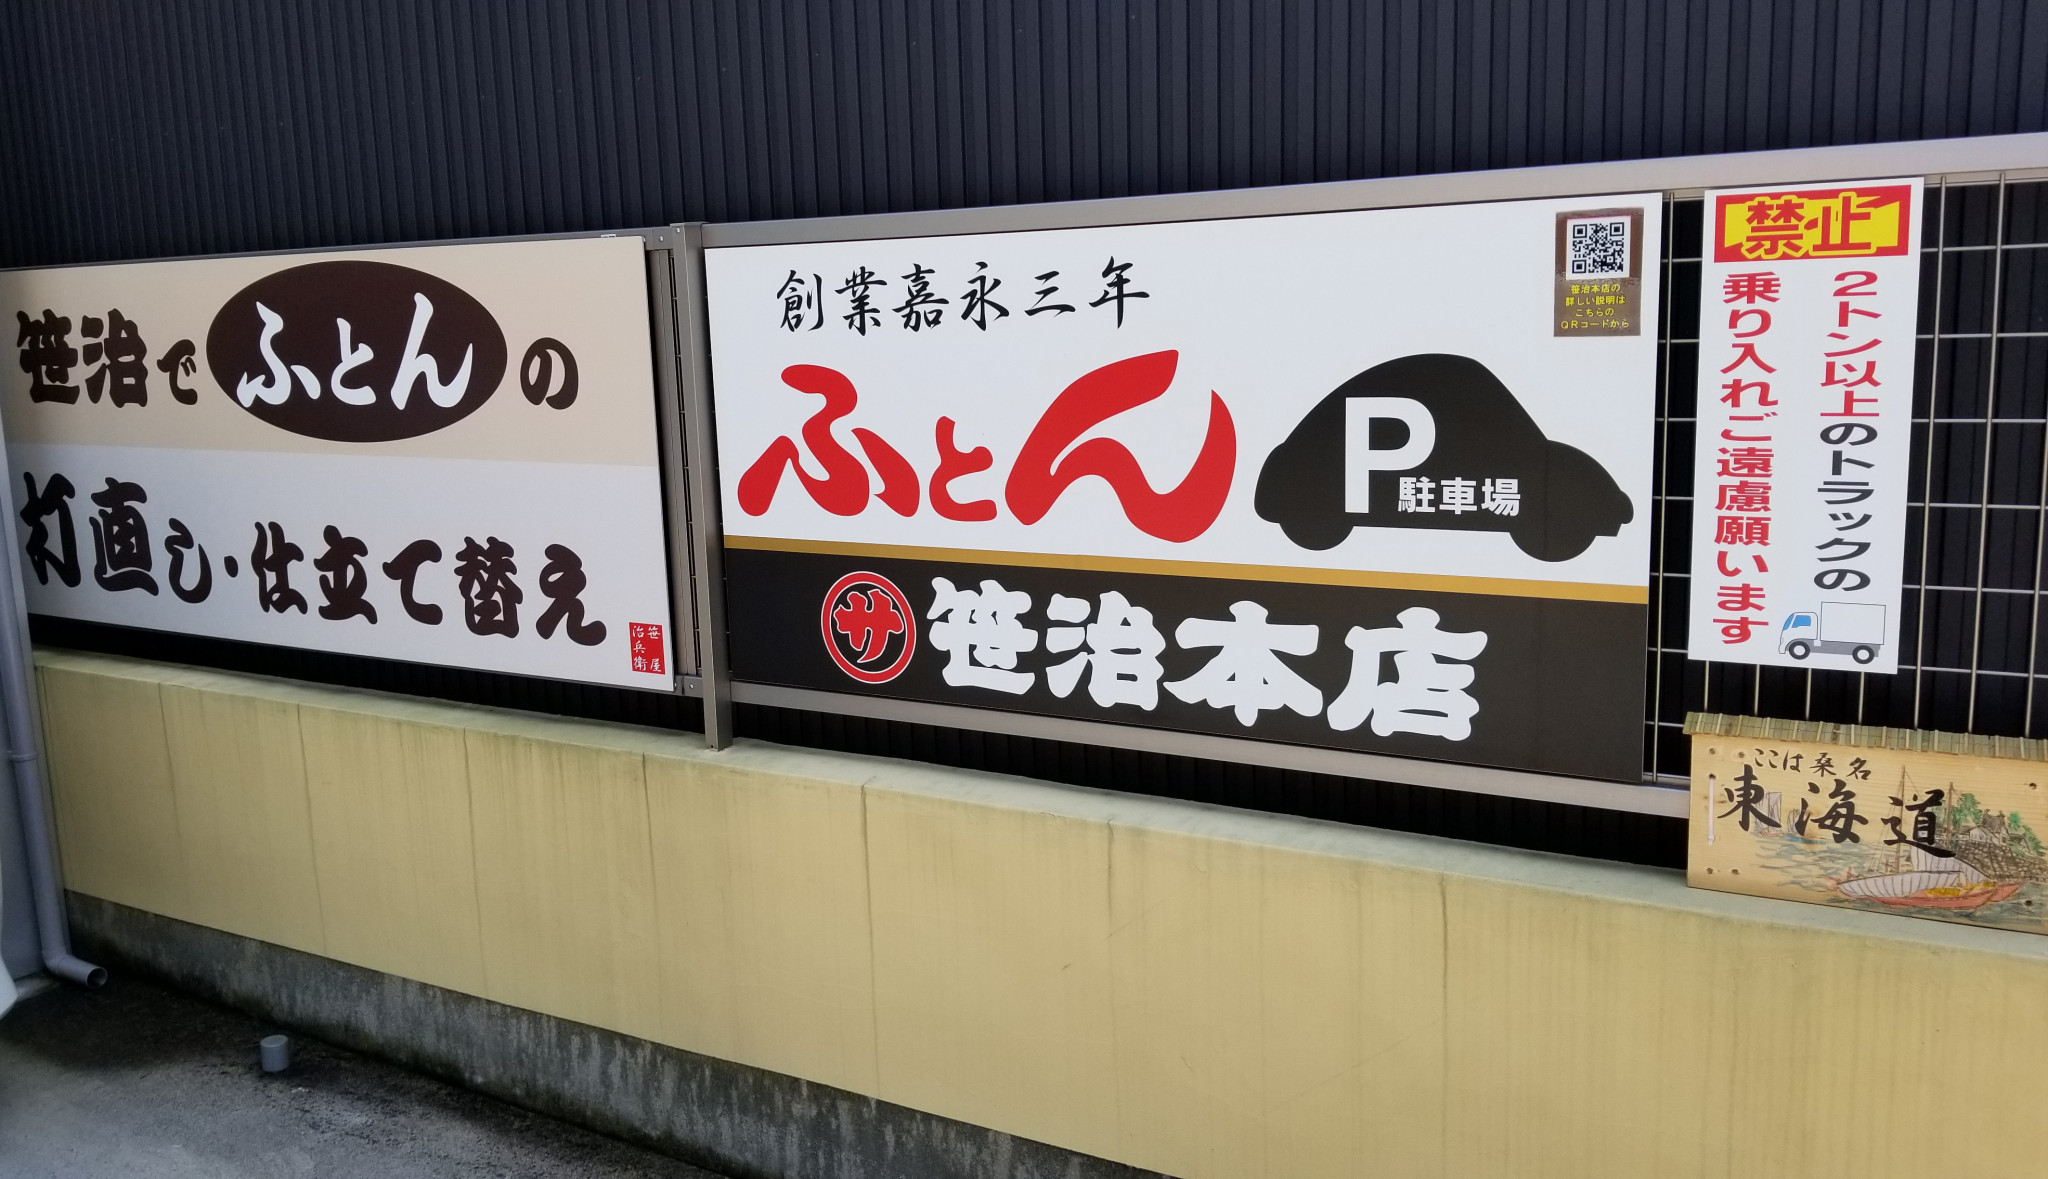 笹治でふとんの
打直し・仕立て替え
笹屋
治兵衛
創業嘉永三年
ふとん
P
駐車場
サ
笹治本店
笹治本店の
詳しい説明は
こちらの
QRコードから
禁止
2トン以上のトラックの
乗り入れご遠慮願います
ここは桑名
東海道